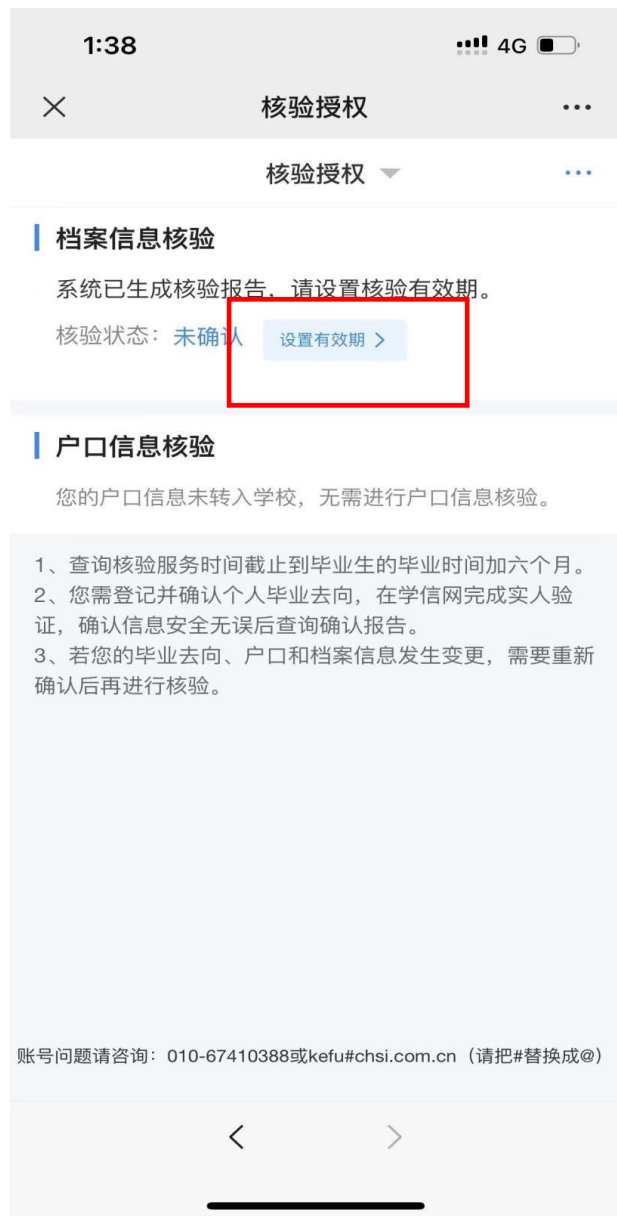 1:38
4G
核验授权
核验授权
档案信息核验
系统已生成核验报告，请设置核验有效期。
核验状态：未确认 设置有效期 >
户口信息核验
您的户口信息未转入学校，无需进行户口信息核验。
1、查询核验服务时间截止到毕业生的毕业时间加六个月。
2、您需登记并确认个人毕业去向，在学信网完成实人验
证，确认信息安全无误后查询确认报告。
3、若您的毕业去向、户口和档案信息发生变更，需要重新
确认后再进行核验。
账号问题请咨询：010-67410388或kefu#chsi.com.cn（请把#替换成@）